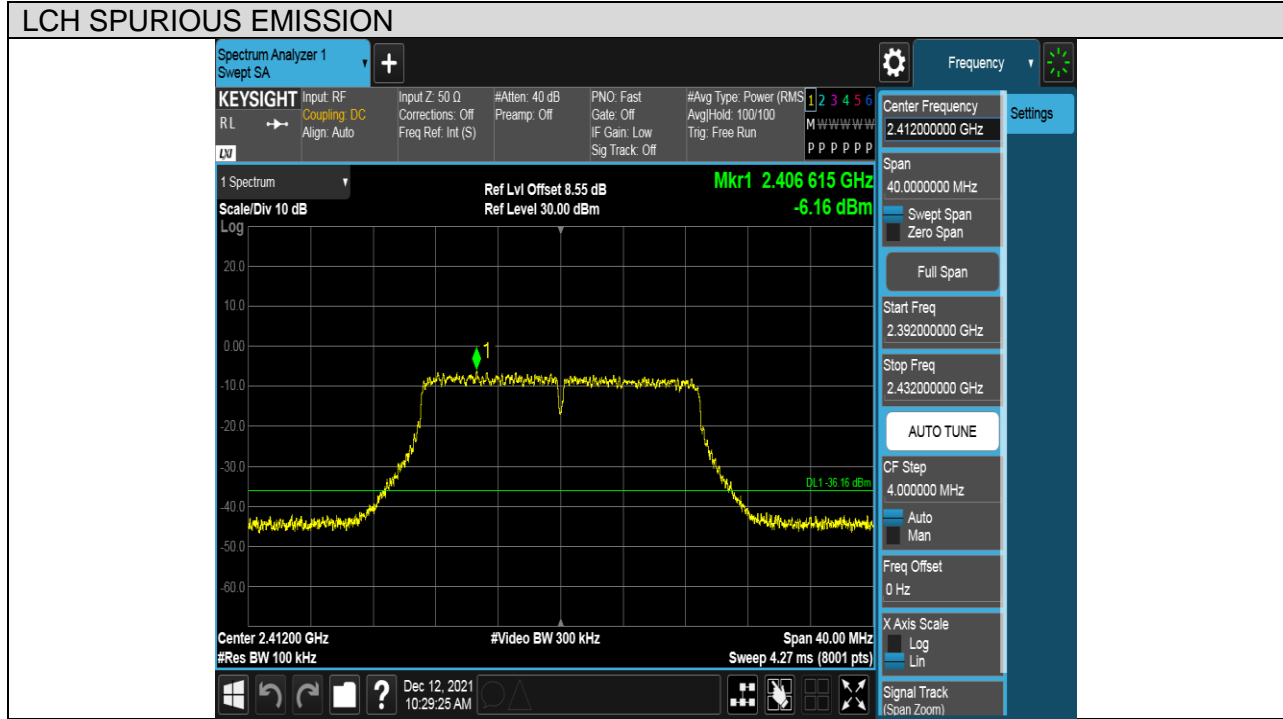 LCH SPURIOUS EMISSION
Spectrum Analyzer 1
Swept SA
+
Frequency
KEYSIGHT
RL
LXI
Input: RF
Coupling: DC
Align: Auto
Input Z: 50 Ω
Corrections: Off
Freq Ref: Int (S)
#Atten: 40 dB
Preamp: Off
PNO: Fast
Gate: Off
IF Gain: Low
Sig Track: Off
#Avg Type: Power (RMS
Avg|Hold: 100/100
Trig: Free Run
1 2 3 4 5 6
M W W W W W
P P P P P P
1 Spectrum
Scale/Div 10 dB
Ref Lvl Offset 8.55 dB
Ref Level 30.00 dBm
Mkr1 2.406 615 GHz
-6.16 dBm
Log
20.0
10.0
0.00
-10.0
-20.0
-30.0
-40.0
-50.0
-60.0
1
DL1 -36.16 dBm
Center 2.41200 GHz
#Res BW 100 kHz
#Video BW 300 kHz
Span 40.00 MHz
Sweep 4.27 ms (8001 pts)
?
Dec 12, 2021
10:29:25 AM
Center Frequency
2.412000000 GHz
Settings
Span
40.0000000 MHz
Swept Span
Zero Span
Full Span
Start Freq
2.392000000 GHz
Stop Freq
2.432000000 GHz
AUTO TUNE
CF Step
4.000000 MHz
Auto
Man
Freq Offset
0 Hz
X Axis Scale
Log
Lin
Signal Track
(Span Zoom)